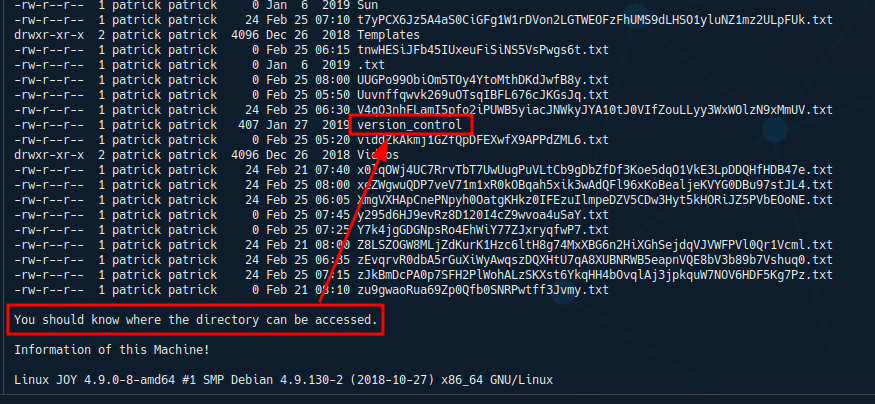 -rw-r--r-- 1 patrick patrick 0 Jan 6 2019 Sun
-rw-r--r-- 1 patrick patrick 24 Feb 25 07:10 t7yPCX6Jz5A4aS0CiGFg1W1rDVon2LGTWEOFzFhUMS9dLHSO1yluNZ1mz2ULpFUk.txt
drwxr-xr-x 2 patrick patrick 4096 Dec 26 2018 Templates
-rw-r--r-- 1 patrick patrick 0 Feb 25 06:15 tnwHESiJFb45IUxeuFiSiNS5VsPwgs6t.txt
-rw-r--r-- 1 patrick patrick 0 Jan 6 2019 .txt
-rw-r--r-- 1 patrick patrick 0 Feb 25 08:00 UUGPo99ObiOm5TOy4YtoMthDKdJwfB8y.txt
-rw-r--r-- 1 patrick patrick 0 Feb 25 05:50 Uuvnffqwvk269uOTsqIBFL676cJKGsJq.txt
-rw-r--r-- 1 patrick patrick 24 Feb 25 06:30
-rw-r--r-- 1 patrick patrick 407 Jan 27 2019 version_control
-rw-r--r-- 1 patrick patrick 0 Feb 25 05:20
drwxr-xr-x 2 patrick patrick 4096 Dec 26 2018 Videos
-rw-r--r-- 1 patrick patrick 24 Feb 21 07:40
-rw-r--r-- 1 patrick patrick 24 Feb 25 08:00
-rw-r--r-- 1 patrick patrick 24 Feb 25 06:05
-rw-r--r-- 1 patrick patrick 0 Feb 25 07:45 y295d6HJ9evRz8D120I4cZ9wvoa4uSaY.txt
-rw-r--r-- 1 patrick patrick 0 Feb 25 07:25 Y7k4jgGDGNpsRo4EhWiY77ZJxryqfwP7.txt
-rw-r--r-- 1 patrick patrick 24 Feb 21 08:00 Z8LSZOGW8MLjZdKurK1Hzc6ltH8g74MxXBG6n2HiXGhSejdqVJVWFPVl0Qr1Vcml.txt
-rw-r--r-- 1 patrick patrick 24 Feb 25 06:35 zEvqrvR0dbA5rGuXiWyAwqszDQXHtU7qA8XUBNRWB5eapnVQE8bV3b89b7Vshuq0.txt
-rw-r--r-- 1 patrick patrick 24 Feb 25 07:15 zJkBmDcPA0p7SFH2PlWohALzSKXst6YkqHH4bOvqlAj3jpkquW7NOV6HDF5Kg7Pz.txt
-rw-r--r-- 1 patrick patrick 0 Feb 21 08:10 zu9gwaoRua69Zp0Qfb0SNRPwtff3Jvmy.txt
You should know where the directory can be accessed.
Information of this Machine!
Linux JOY 4.9.0-8-amd64 #1 SMP Debian 4.9.130-2 (2018-10-27) x86_64 GNU/Linux